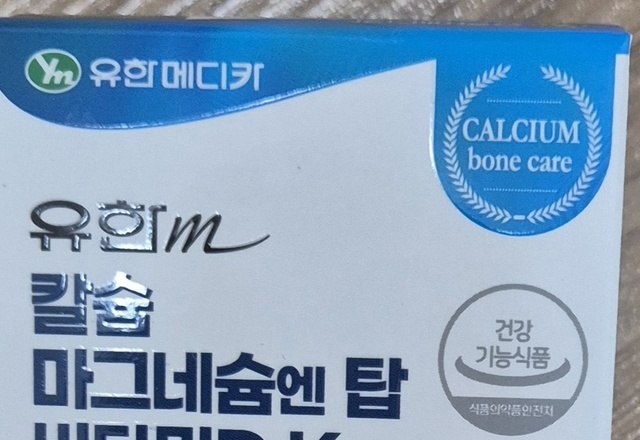 Ym 유한메디카
CALCIUM
bone care
유한m
칼슘
마그네슘엔 탑
건강
기능식품
식품의약품안전처